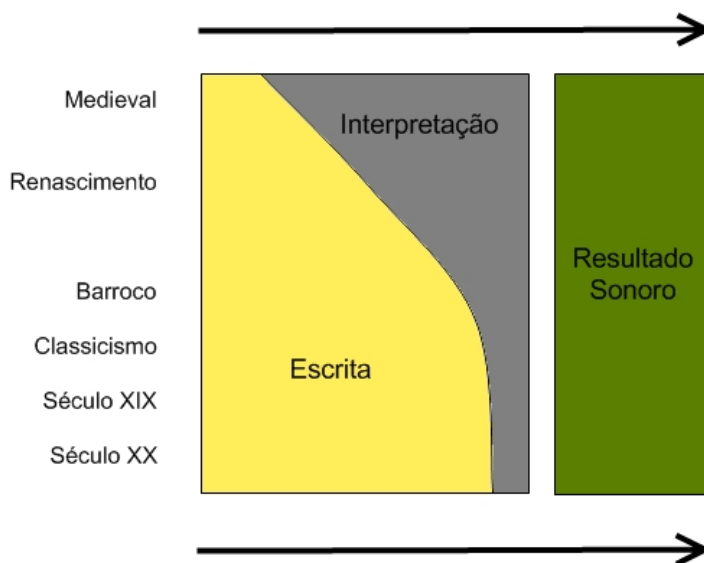 Medieval
Interpretação
Renascimento
Resultado
Sonoro
Barroco
Classicismo
Escrita
Século XIX
Século XX